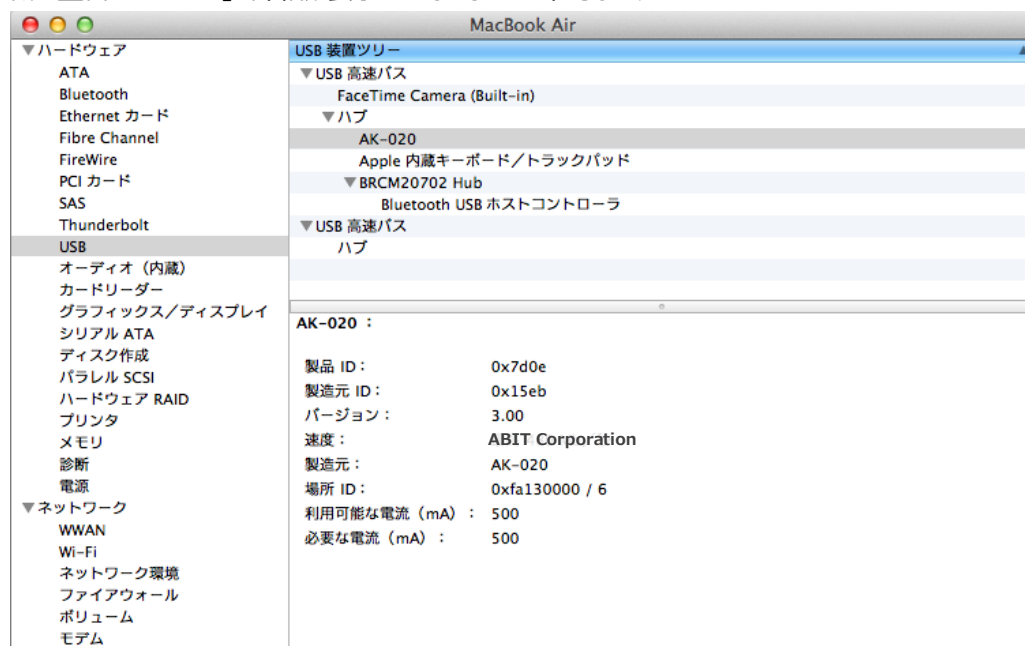 MacBook Air
▼ハードウェア
ATA
Bluetooth
Ethernet カード
Fibre Channel
FireWire
PCI カード
SAS
Thunderbolt
USB
オーディオ（内蔵）
カードリーダー
グラフィックス／ディスプレイ
シリアル ATA
ディスク作成
パラレル SCSI
ハードウェア RAID
プリンタ
メモリ
診断
電源
▼ネットワーク
WWAN
Wi-Fi
ネットワーク環境
ファイアウォール
ボリューム
モデム
USB 装置ツリー
▼USB 高速バス
FaceTime Camera (Built-in)
▼ハブ
AK-020
Apple 内蔵キーボード／トラックパッド
▼BRCM20702 Hub
Bluetooth USB ホストコントローラ
▼USB 高速バス
ハブ
AK-020：
製品 ID： 0x7d0e
製造元 ID： 0x15eb
バージョン： 3.00
速度： ABIT Corporation
製造元： AK-020
場所 ID： 0xfa130000 / 6
利用可能な電流（mA）： 500
必要な電流（mA）： 500